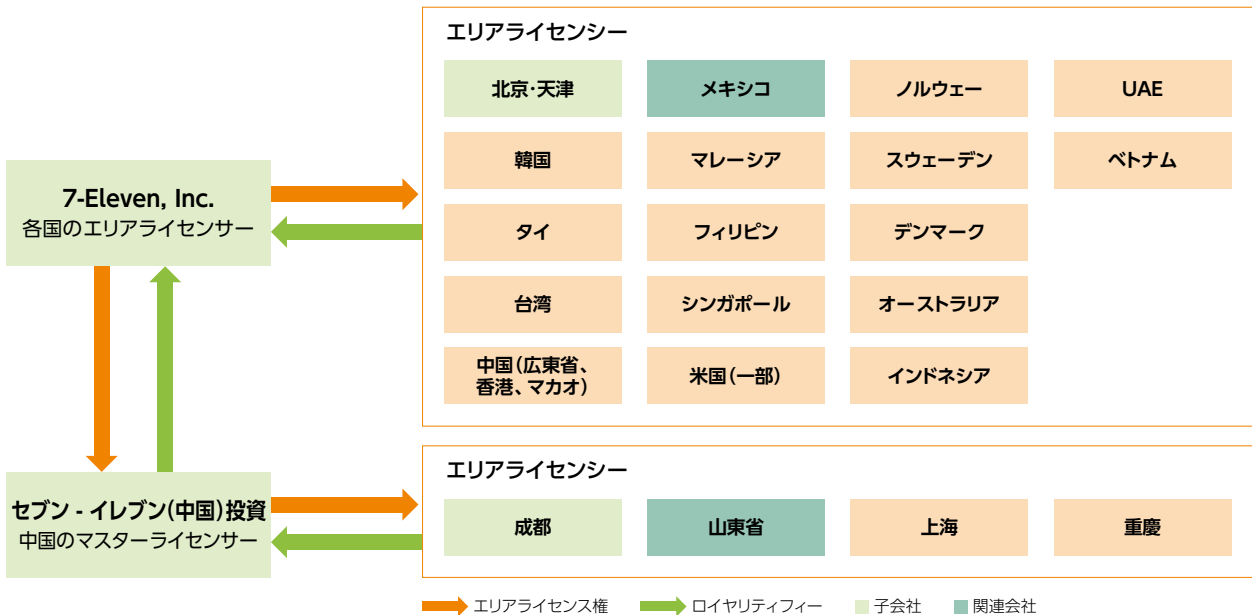 エリアライセンシー
北京・天津
メキシコ
ノルウェー
UAE
韓国
マレーシア
スウェーデン
ベトナム
タイ
フィリピン
デンマーク
台湾
シンガポール
オーストラリア
中国(広東省、
香港、マカオ)
米国(一部)
インドネシア
7-Eleven, Inc.
各国のエリアライセンサー
セブン - イレブン(中国)投資
中国のマスターライセンサー
エリアライセンシー
成都
山東省
上海
重慶
エリアライセンス権
ロイヤリティフィー
子会社
関連会社